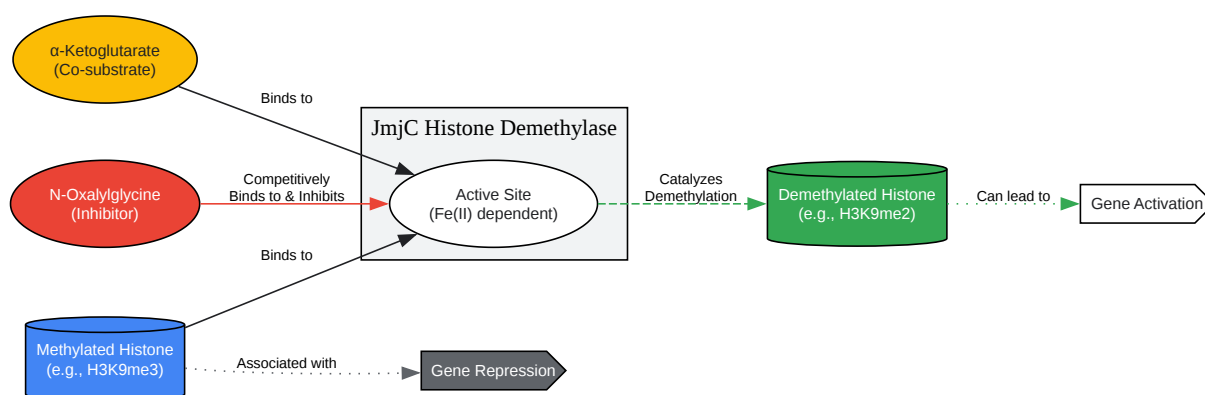 α-Ketoglutarate
(Co-substrate)
Binds to
JmjC Histone Demethylase
N-Oxalylglycine
(Inhibitor)
Competitively
Binds to & Inhibits
Active Site
(Fe(II) dependent)
Catalyzes
Demethylation
Demethylated Histone
(e.g., H3K9me2)
Can lead to
Gene Activation
Binds to
Methylated Histone
(e.g., H3K9me3)
Associated with
Gene Repression